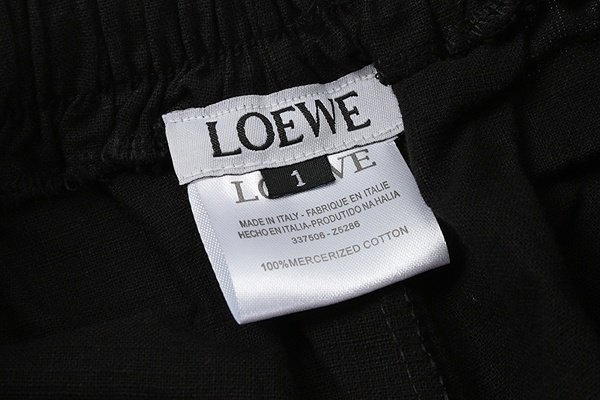 LOEWE
1
LOEWE
MADE IN ITALY - FABRIQUE EN ITALIE
HECHO EN ITALIA-PRODUTIDO NA HALIA
337506 - Z5286
100%MERCERIZED COTTON